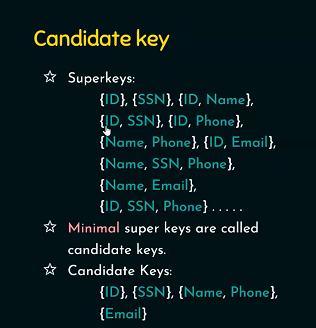 Candidate key
☆ Superkeys:
{ID}, {SSN}, {ID, Name},
{ID, SSN}, {ID, Phone},
{Name, Phone}, {ID, Email},
{Name, SSN, Phone},
{Name, Email},
{ID, SSN, Phone} . . . . .
☆ Minimal super keys are called
candidate keys.
☆ Candidate Keys:
{ID}, {SSN}, {Name, Phone},
{Email}